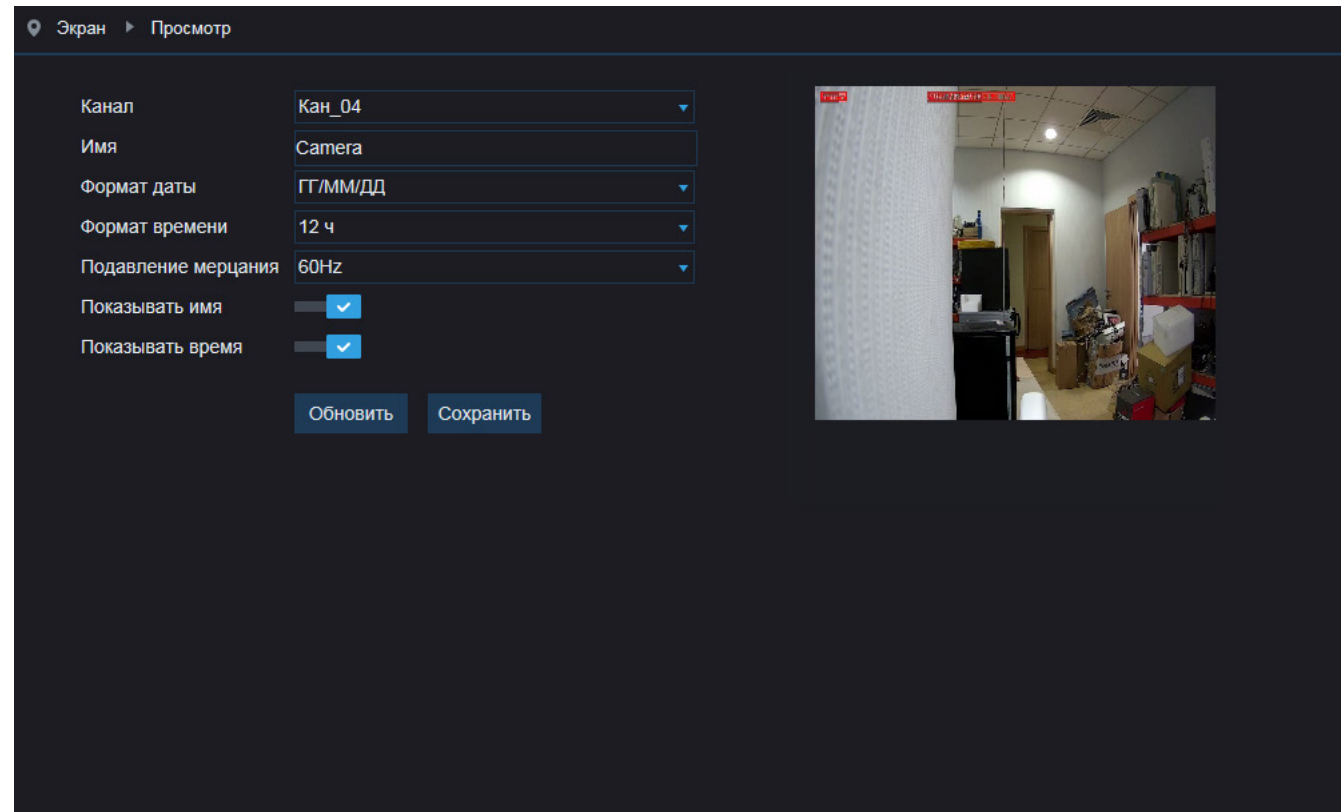 Экран Просмотр
Канал Кан_04
Имя Camera
Формат даты ГГ/ММ/ДД
Формат времени 12 ч
Подавление мерцания 60Hz
Показывать имя
Показывать время
Обновить Сохранить